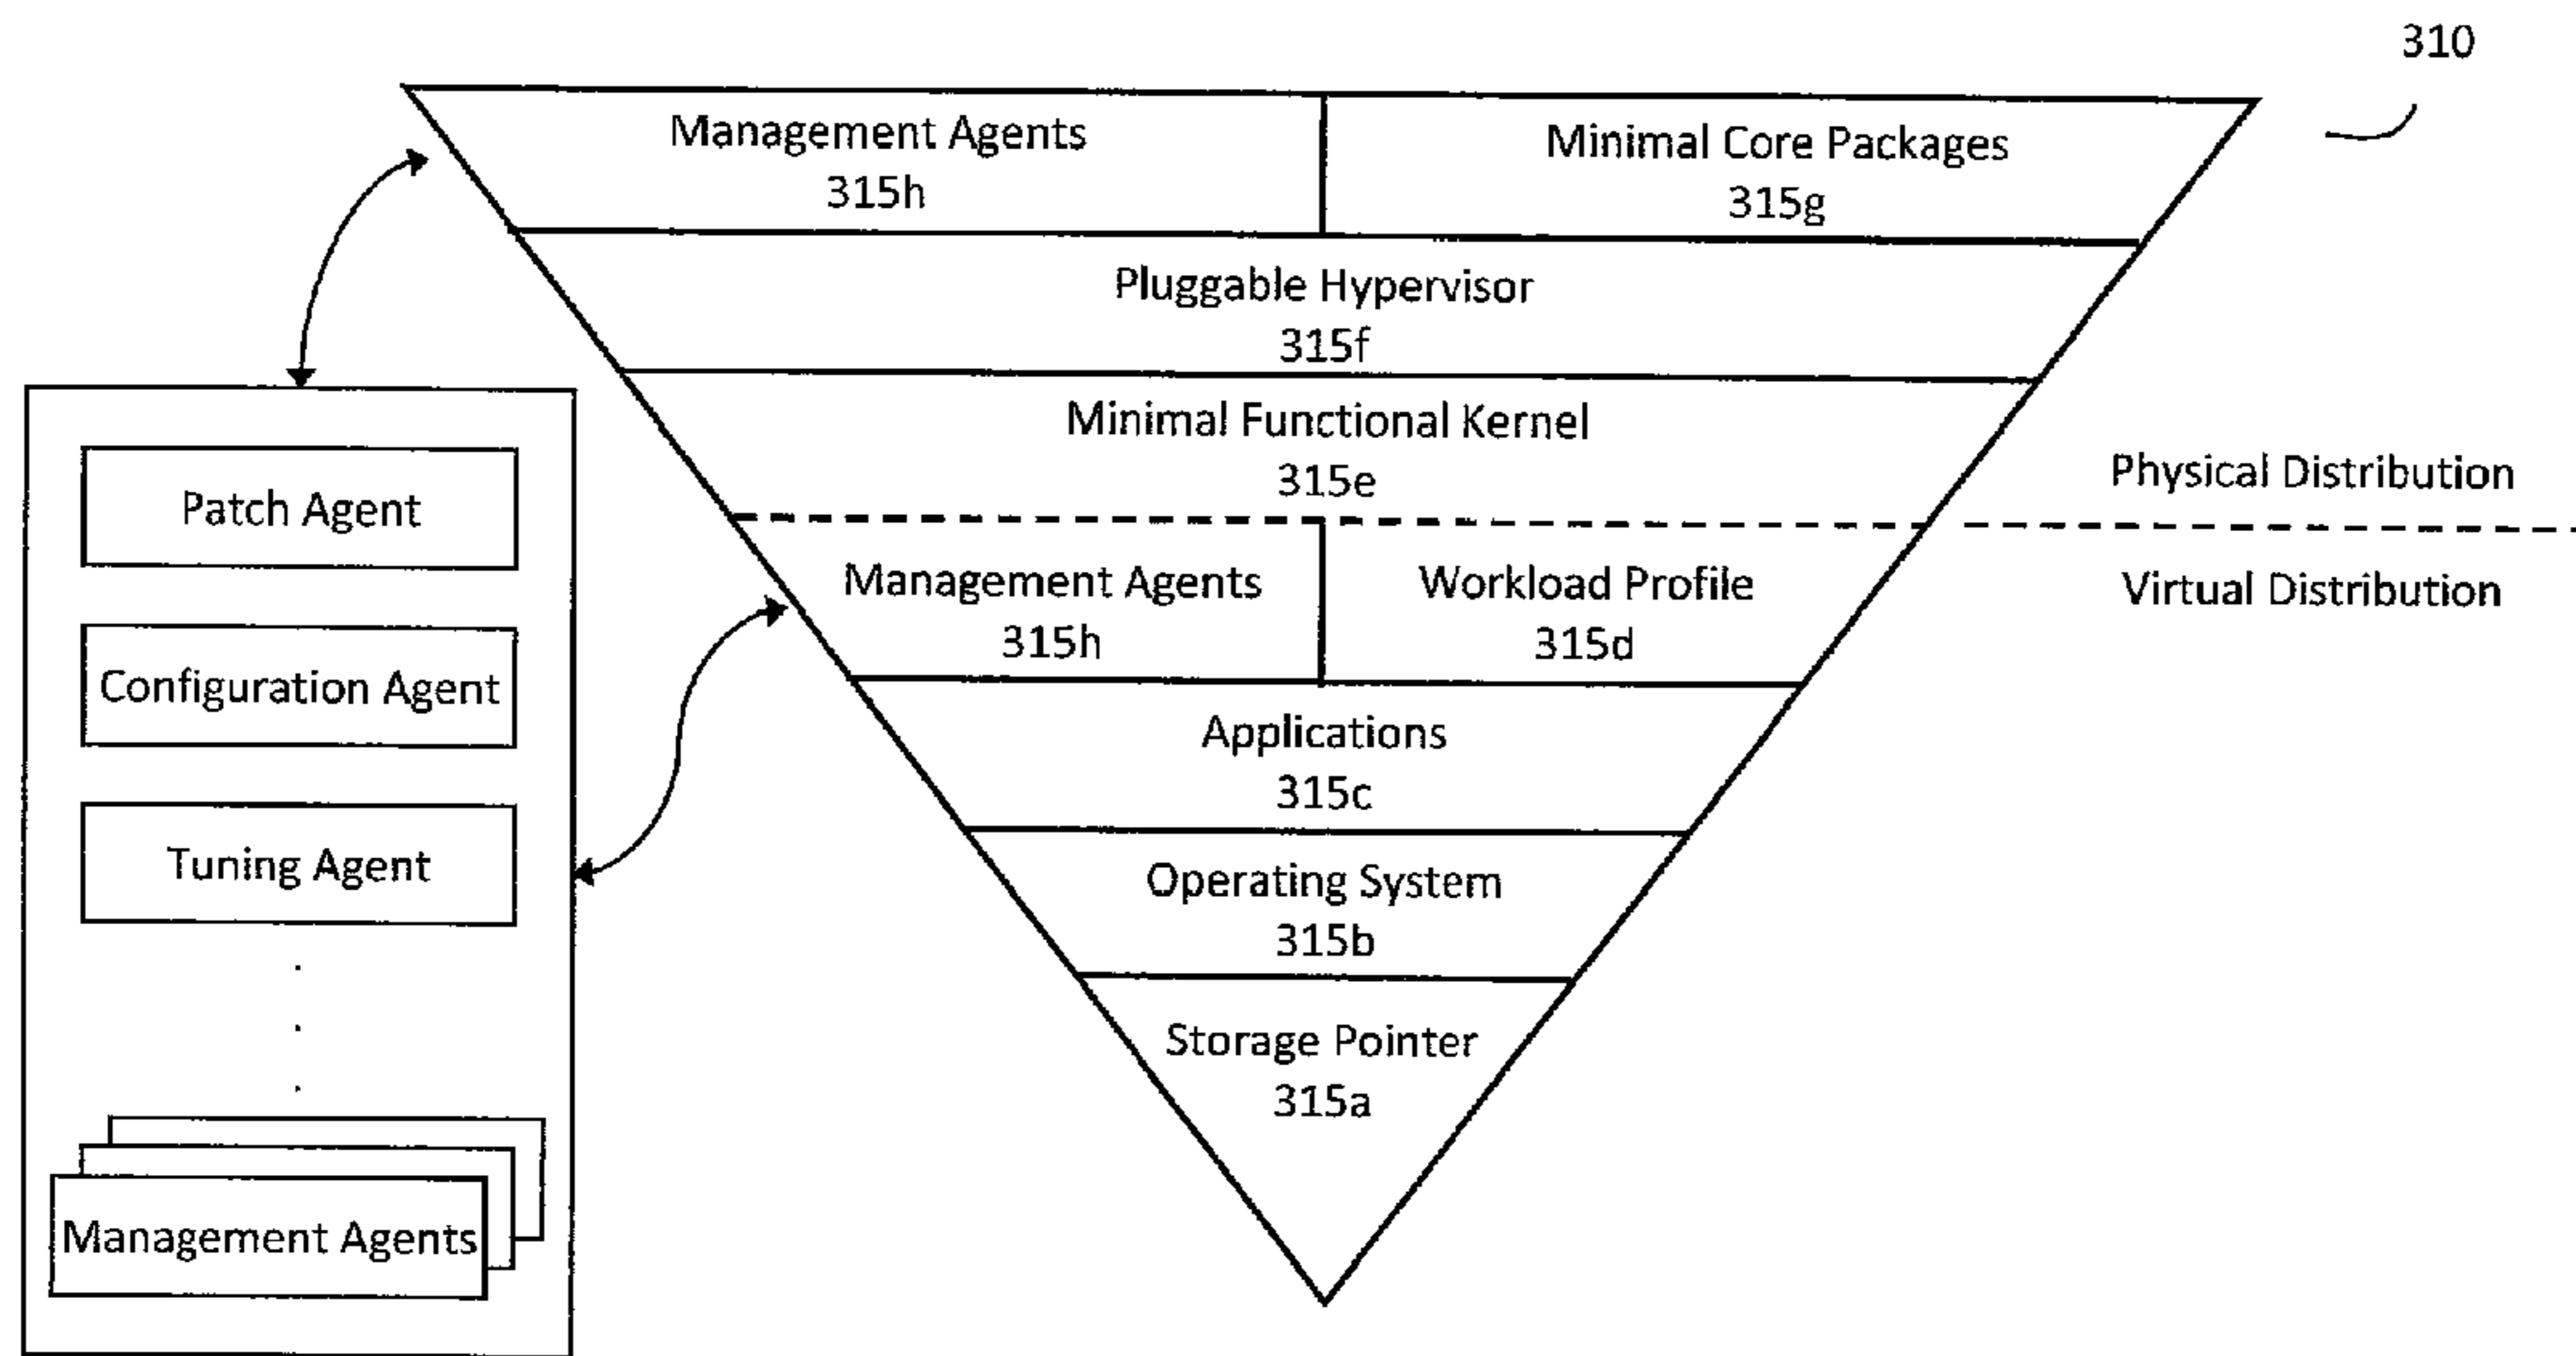 310
Management Agents
315h
Minimal Core Packages
315g
Pluggable Hypervisor
315f
Minimal Functional Kernel
315e
Physical Distribution
Virtual Distribution
Management Agents
315h
Workload Profile
315d
Applications
315c
Operating System
315b
Storage Pointer
315a
Patch Agent
Configuration Agent
Tuning Agent
Management Agents